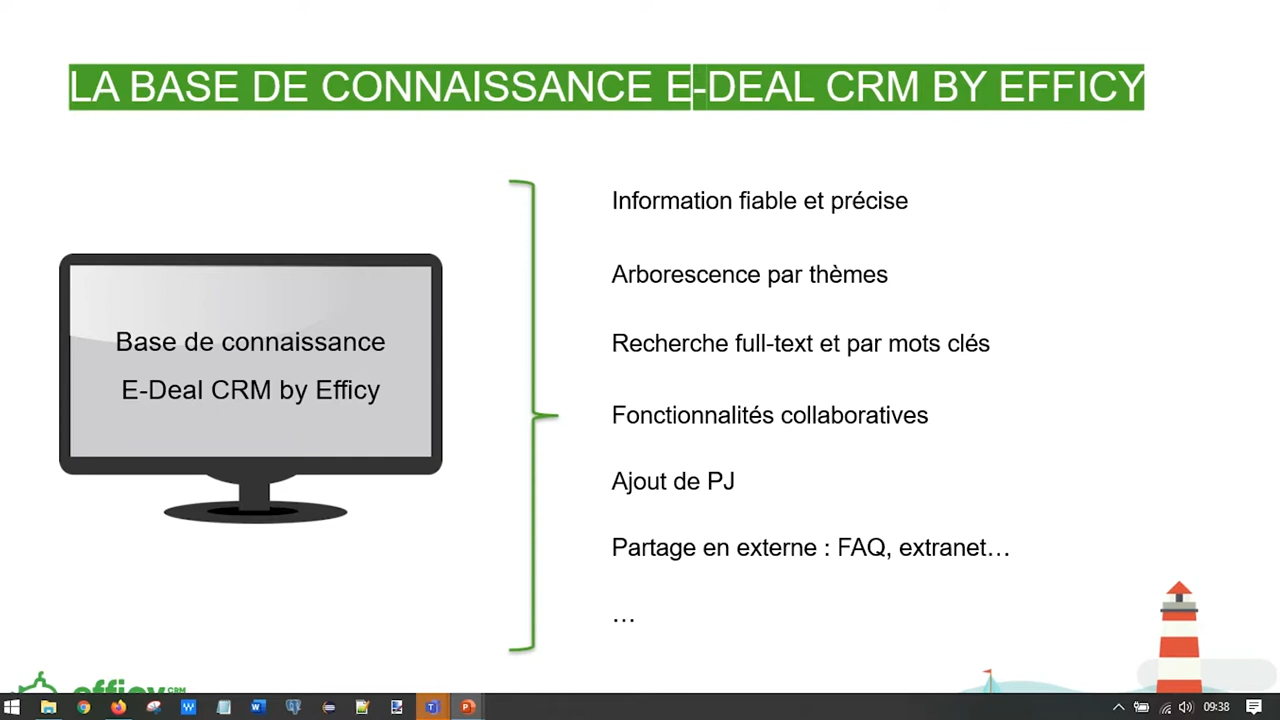 LA BASE DE CONNAISSANCE E-DEAL CRM BY EFFICY
Information fiable et précise
Arborescence par thèmes
Base de connaissance
E-Deal CRM by Efficy
Recherche full-text et par mots clés
Fonctionnalités collaboratives
Ajout de PJ
Partage en externe : FAQ, extranet…
…
efficy CRM
09:38